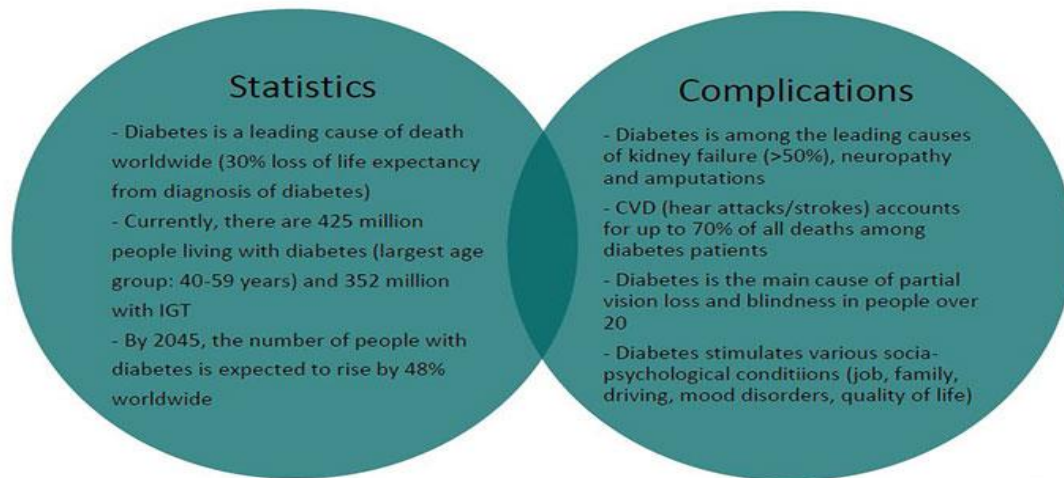 Statistics
- Diabetes is a leading cause of death
worldwide (30% loss of life expectancy
from diagnosis of diabetes)
- Currently, there are 425 million
people living with diabetes (largest age
group: 40-59 years) and 352 million
with IGT
- By 2045, the number of people with
diabetes is expected to rise by 48%
worldwide
Complications
- Diabetes is among the leading causes
of kidney failure (>50%), neuropathy
and amputations
- CVD (hear attacks/strokes) accounts
for up to 70% of all deaths among
diabetes patients
- Diabetes is the main cause of partial
vision loss and blindness in people over
20
- Diabetes stimulates various socia-
psychological conditiions (job, family,
driving, mood disorders, quality of life)